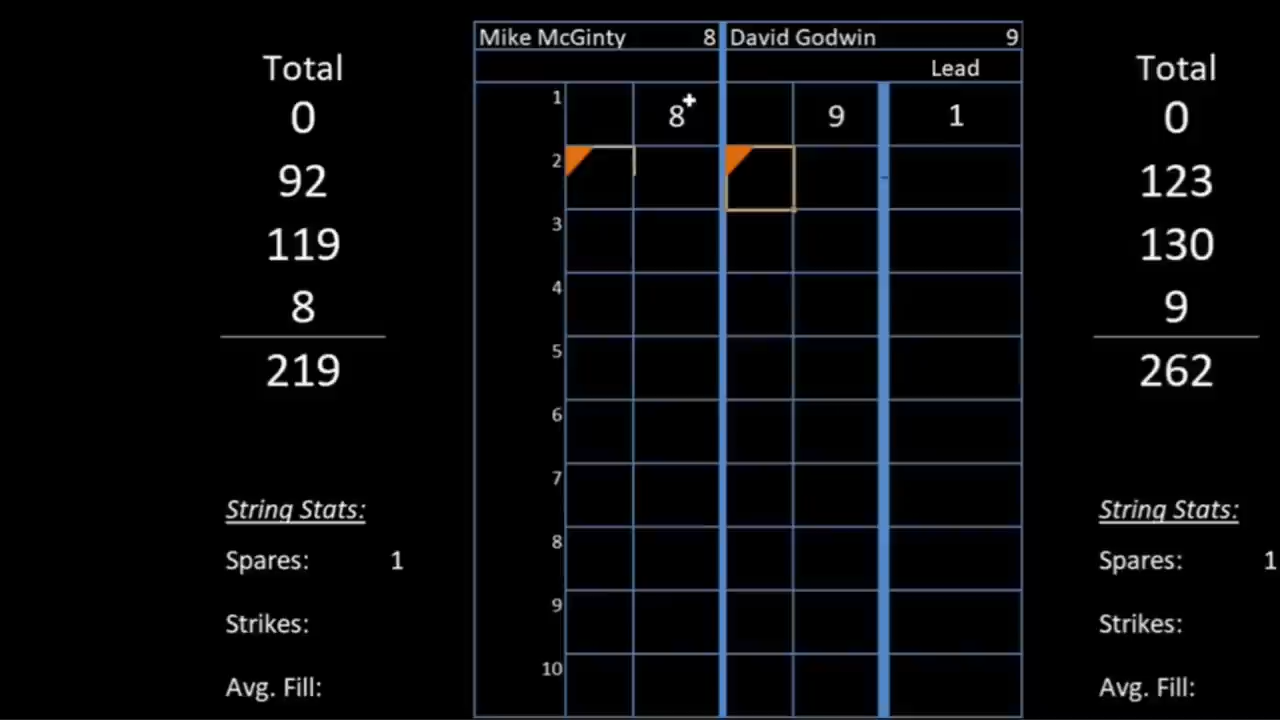 Mike McGinty 8 David Godwin 9
Total Lead Total
1 8 9 1
0 0
2
92 123
3
119 130
4
8 9
5
219 262
6
7
String Stats: String Stats:
8
Spares: 1 Spares: 1
9
Strikes: Strikes:
10
Avg. Fill: Avg. Fill: